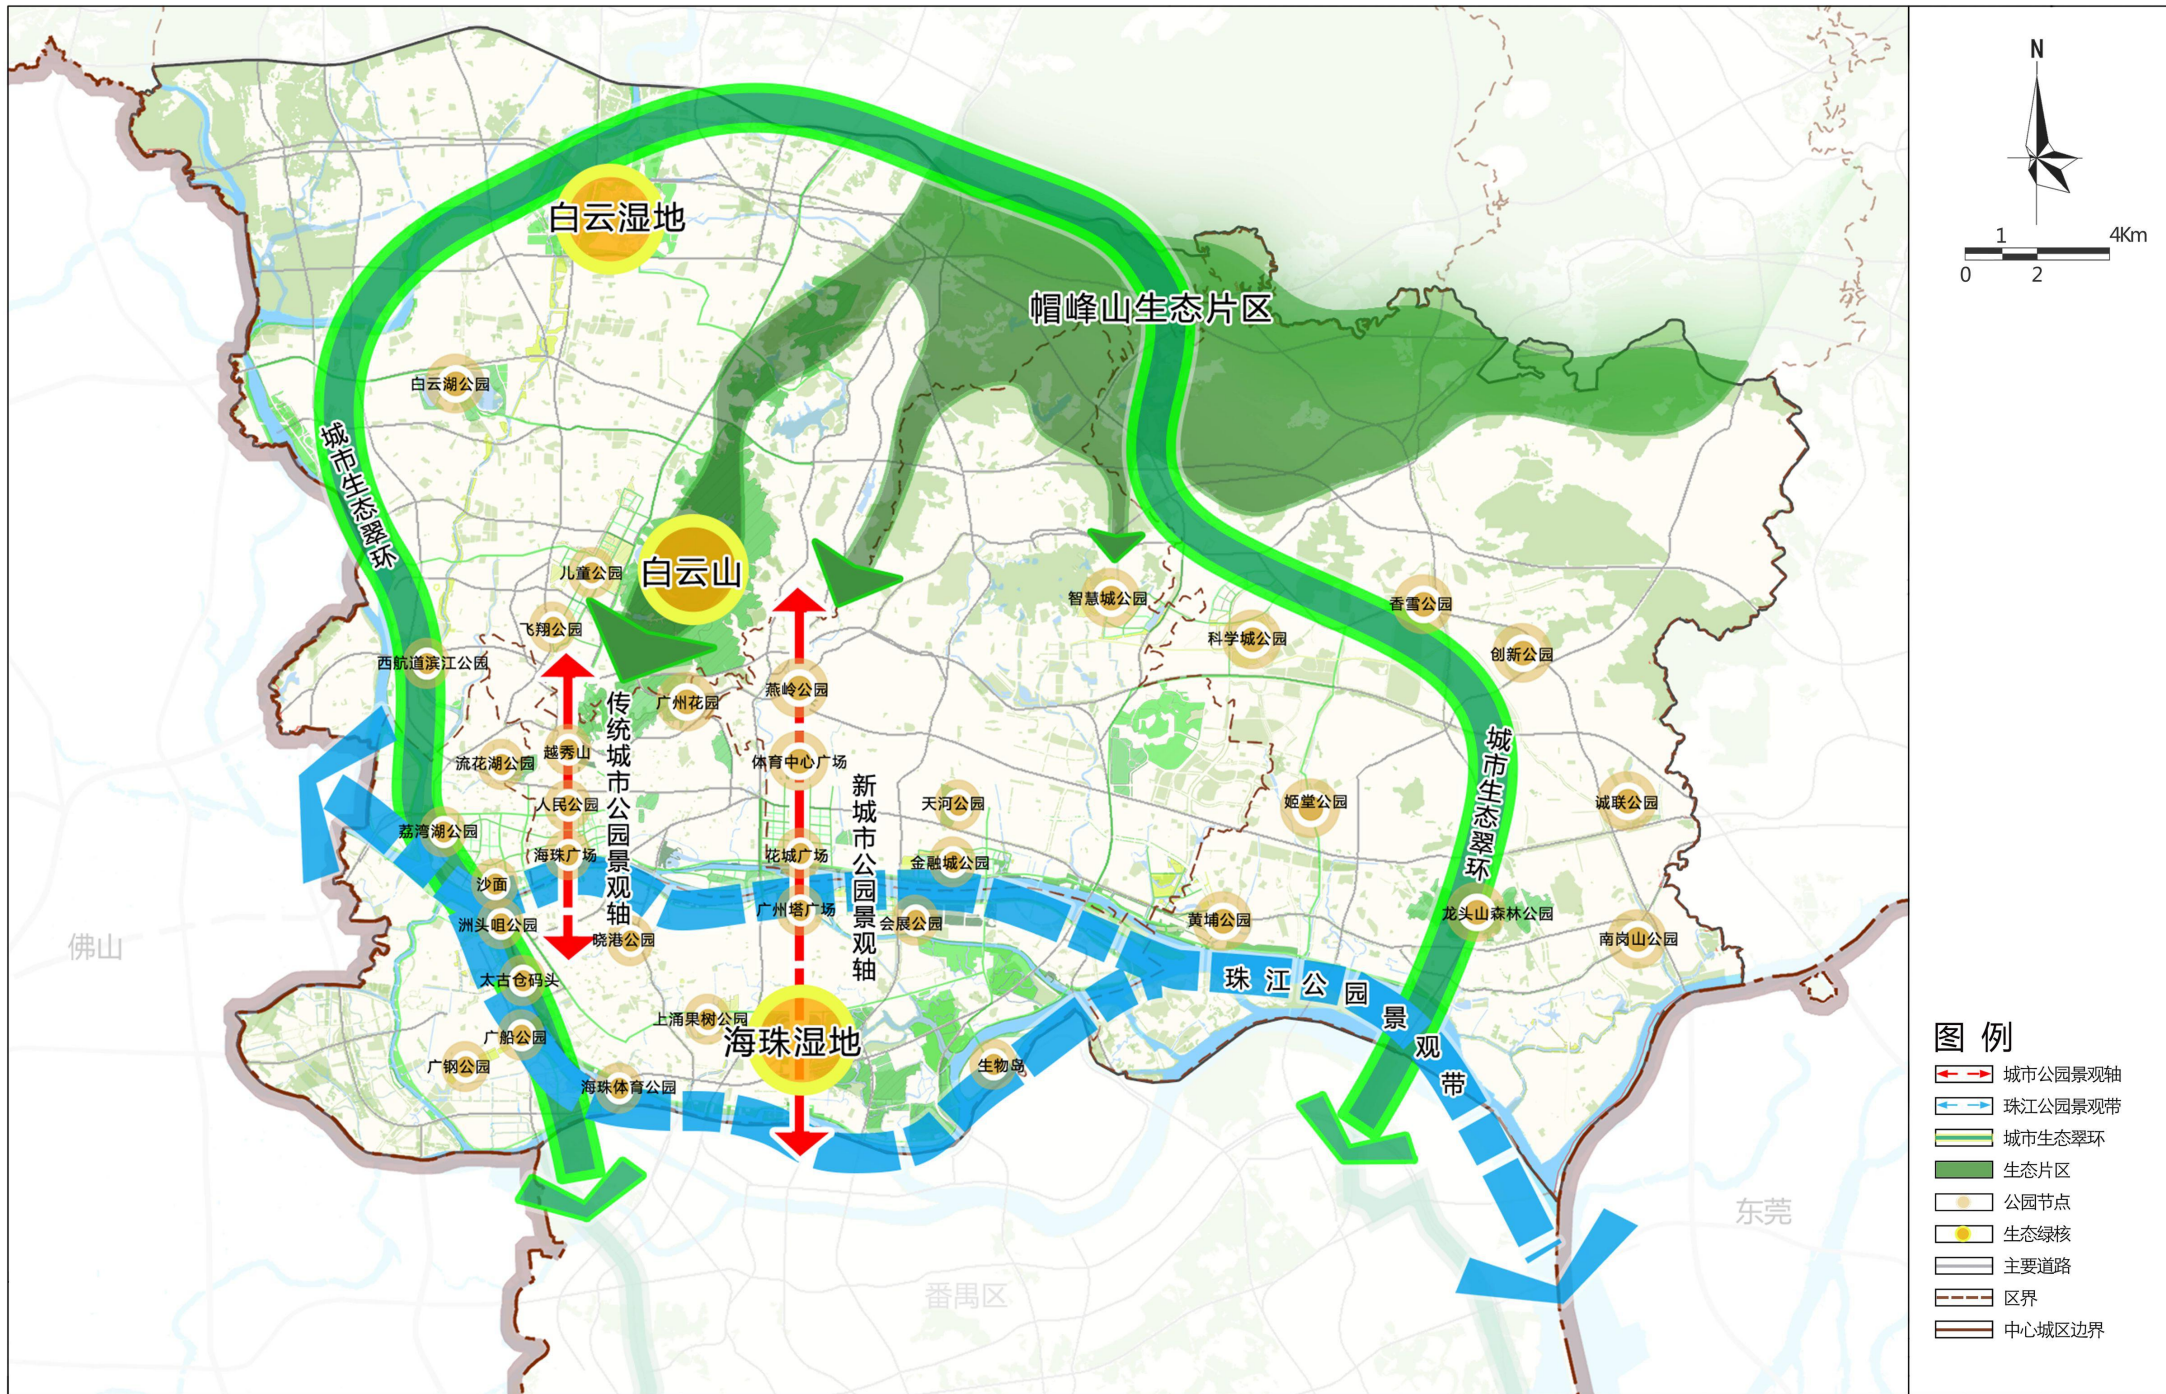 N
1
4Km
0
2
白云湿地
帽峰山生态片区
白云湖公园
城市生态翠环
白云山
儿童公园
智慧城公园
香雪公园
飞翔公园
科学城公园
创新公园
西航道滨江公园
燕岭公园
广州花园
传统城市公园景观轴
越秀山
流花湖公园
体育中心广场
新城市公园景观轴
城市生态翠环
人民公园
天河公园
姬堂公园
诚联公园
荔湾湖公园
海珠广场
花城广场
金融城公园
沙面
广州塔广场
会展公园
黄埔公园
龙头山森林公园
洲头咀公园
晓港公园
南岗山公园
佛山
太古仓码头
珠江公园景观带
上涌果树公园
海珠湿地
广船公园
广钢公园
生物岛
海珠体育公园
东莞
番禺区
图例
城市公园景观轴
珠江公园景观带
城市生态翠环
生态片区
公园节点
生态绿核
主要道路
区界
中心城区边界